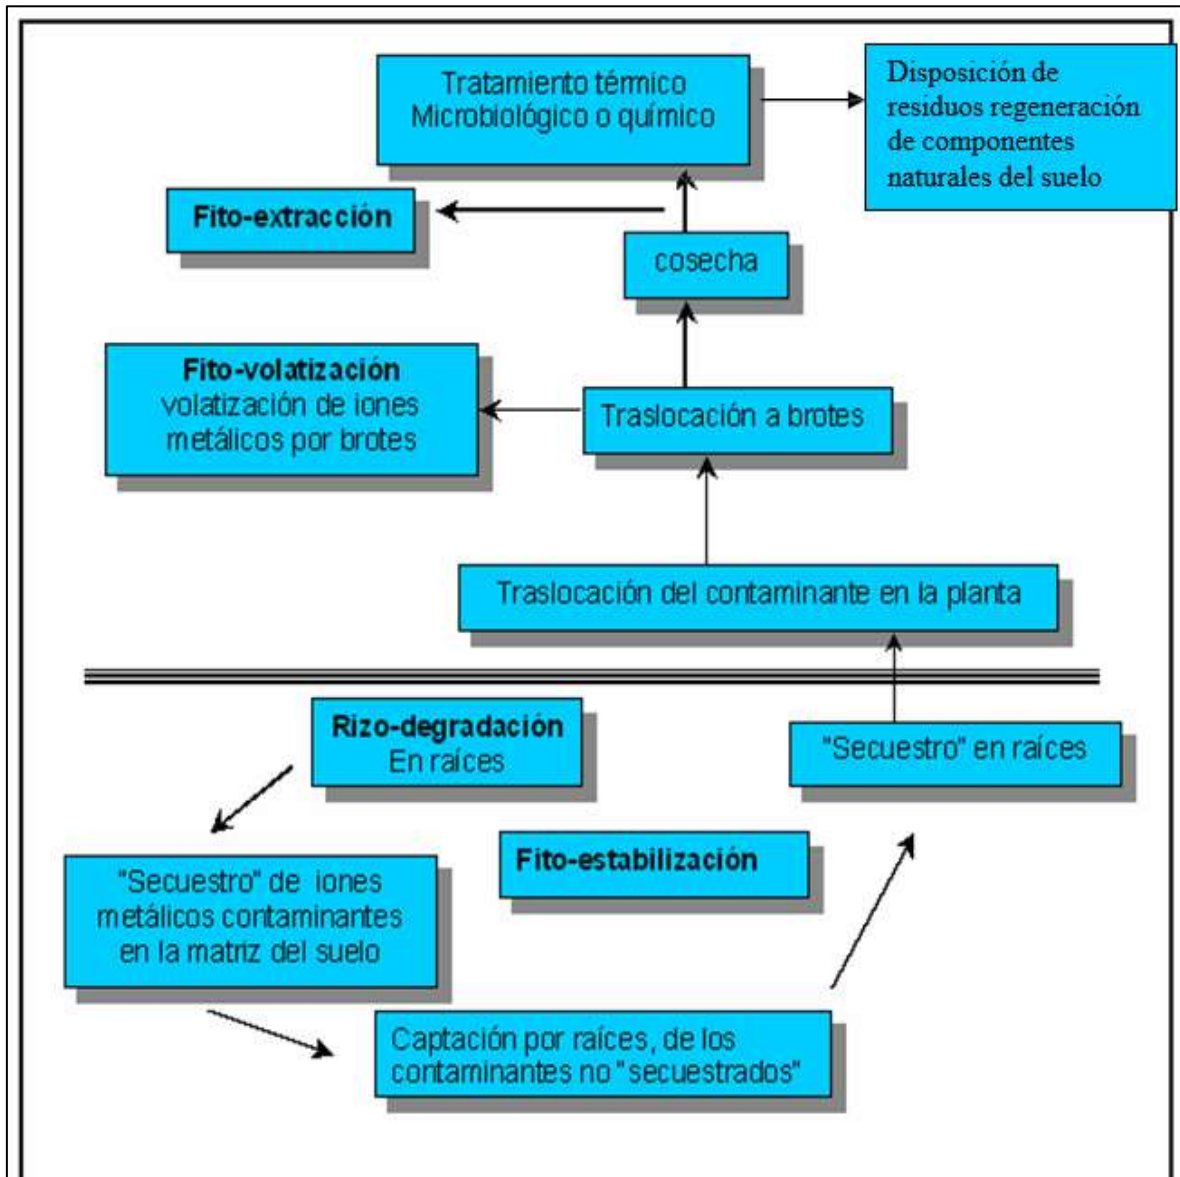 Tratamiento térmico
Microbiológico o químico
Disposición de
residuos regeneración
de componentes
naturales del suelo
Fito-extracción
cosecha
Fito-volatización
volatización de iones
metálicos por brotes
Traslocación a brotes
Traslocación del contaminante en la planta
Rizo-degradación
En raíces
"Secuestro" en raíces
Fito-estabilización
"Secuestro" de iones
metálicos contaminantes
en la matriz del suelo
Captación por raíces, de los
contaminantes no "secuestrados"